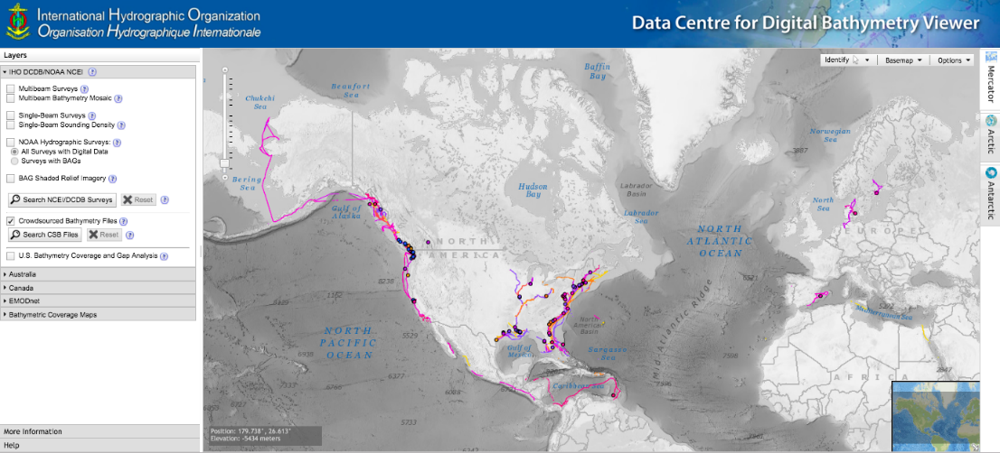 International Hydrographic Organization
Organisation Hydrographique Internationale
Data Centre for Digital Bathymetry Viewer
Layers
IHO DCDB/NOAA NCEI ?
Multibeam Surveys ?
Multibeam Bathymetry Mosaic ?
Single-Beam Surveys ?
Single-Beam Sounding Density ?
NOAA Hydrographic Surveys: ?
All Surveys with Digital Data
Surveys with BAGs
BAG Shaded Relief Imagery ?
Search NCEI/DCDB Surveys Reset ?
Crowdsourced Bathymetry Files ?
Search CSB Files Reset ?
U.S. Bathymetry Coverage and Gap Analysis ?
Australia
Canada
EMODnet
Bathymetric Coverage Maps
More Information
Help
Identify Basemap Options
Mercator
Arctic
Antarctic
Baffin
Bay
Beaufort
Sea
Chukchi
Sea
Norwegian
Sea
3807
Bering
Sea
Hudson
Bay
Labrador
Basin
North
Sea
Gulf of
Alaska
Labrador
Sea
NORTH
AMERICA
NORTH
ATLANTIC
OCEAN
EUROPE
8238
1162
Mid-Atlantic Ridge
North
American
Basin
Mediterranean Sea
NORTH
PACIFIC
OCEAN
5529
6938
Gulf of
Mexico
Sargasso
Sea
7598
6377
6008
Caribbean Sea
AFRICA
5733
Position: 179.738°, 26.613°
Elevation: -5434 meters